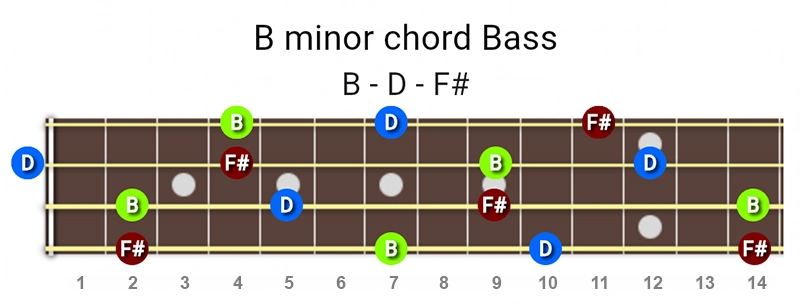 B minor chord Bass
B - D - F#
B D F#
D F# B D
B D F# B
F# B D F#
1 2 3 4 5 6 7 8 9 10 11 12 13 14